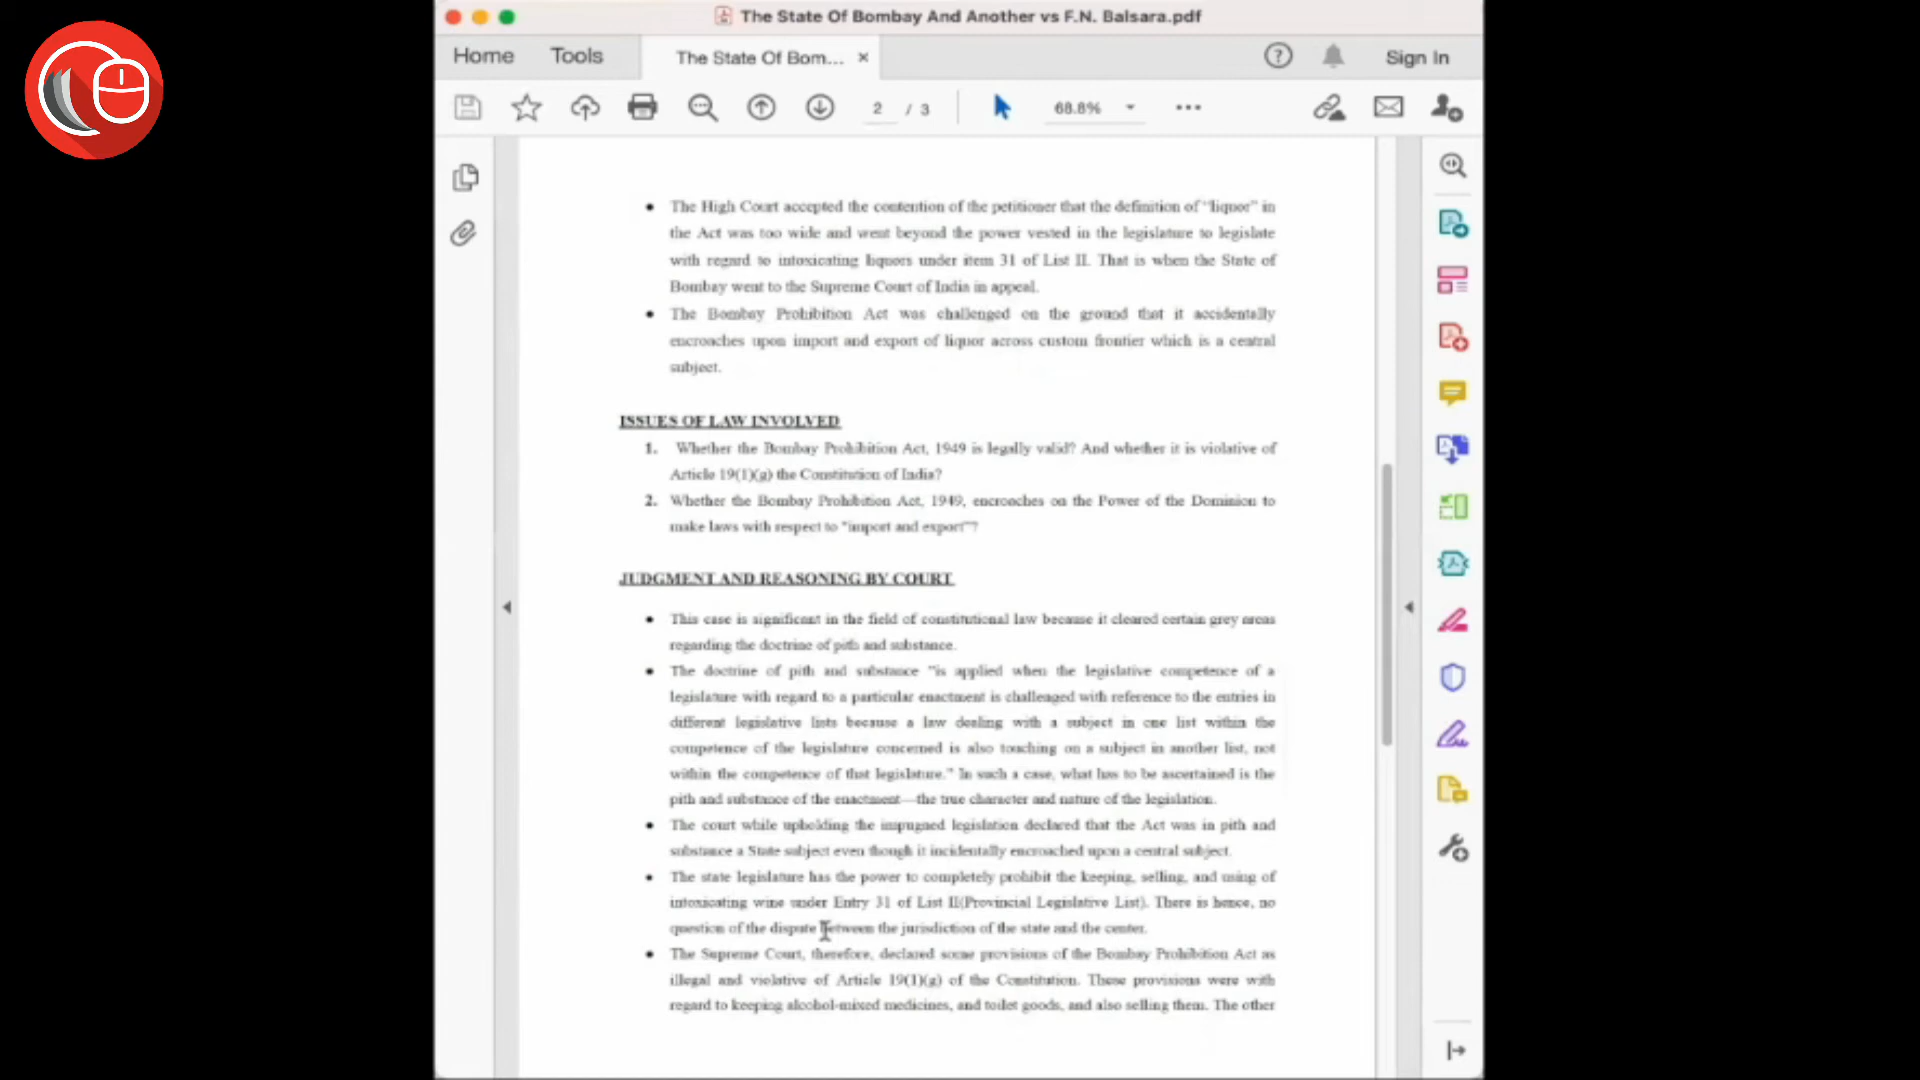 The State Of Bombay And Another vs F.N. Balsara.pdf
Home Tools The State Of Bom... × Sign In
2 / 3 68.8%
• The High Court accepted the contention of the petitioner that the definition of "liquor" in
the Act was too wide and went beyond the power vested in the legislature to legislate
with regard to intoxicating liquors under item 31 of List II. That is when the State of
Bombay went to the Supreme Court of India in appeal.
• The Bombay Prohibition Act was challenged on the ground that it accidentally
encroaches upon import and export of liquor across custom frontier which is a central
subject.
ISSUES OF LAW INVOLVED
1. Whether the Bombay Prohibition Act, 1949 is legally valid? And whether it is violative of
Article 19(1)(g) the Constitution of India?
2. Whether the Bombay Prohibition Act, 1949, encroaches on the Power of the Dominion to
make laws with respect to "import and export"?
JUDGMENT AND REASONING BY COURT
• This case is significant in the field of constitutional law because it cleared certain grey areas
regarding the doctrine of pith and substance.
• The doctrine of pith and substance "is applied when the legislative competence of a
legislature with regard to a particular enactment is challenged with reference to the entries in
different legislative lists because a law dealing with a subject in one list within the
competence of the legislature concerned is also touching on a subject in another list, not
within the competence of that legislature." In such a case, what has to be ascertained is the
pith and substance of the enactment—the true character and nature of the legislation.
• The court while upholding the impugned legislation declared that the Act was in pith and
substance a State subject even though it incidentally encroached upon a central subject.
• The state legislature has the power to completely prohibit the keeping, selling, and using of
intoxicating wine under Entry 31 of List II(Provincial Legislative List). There is hence, no
question of the dispute between the jurisdiction of the state and the center.
• The Supreme Court, therefore, declared some provisions of the Bombay Prohibition Act as
illegal and violative of Article 19(1)(g) of the Constitution. These provisions were with
regard to keeping alcohol-mixed medicines, and toilet goods, and also selling them. The other